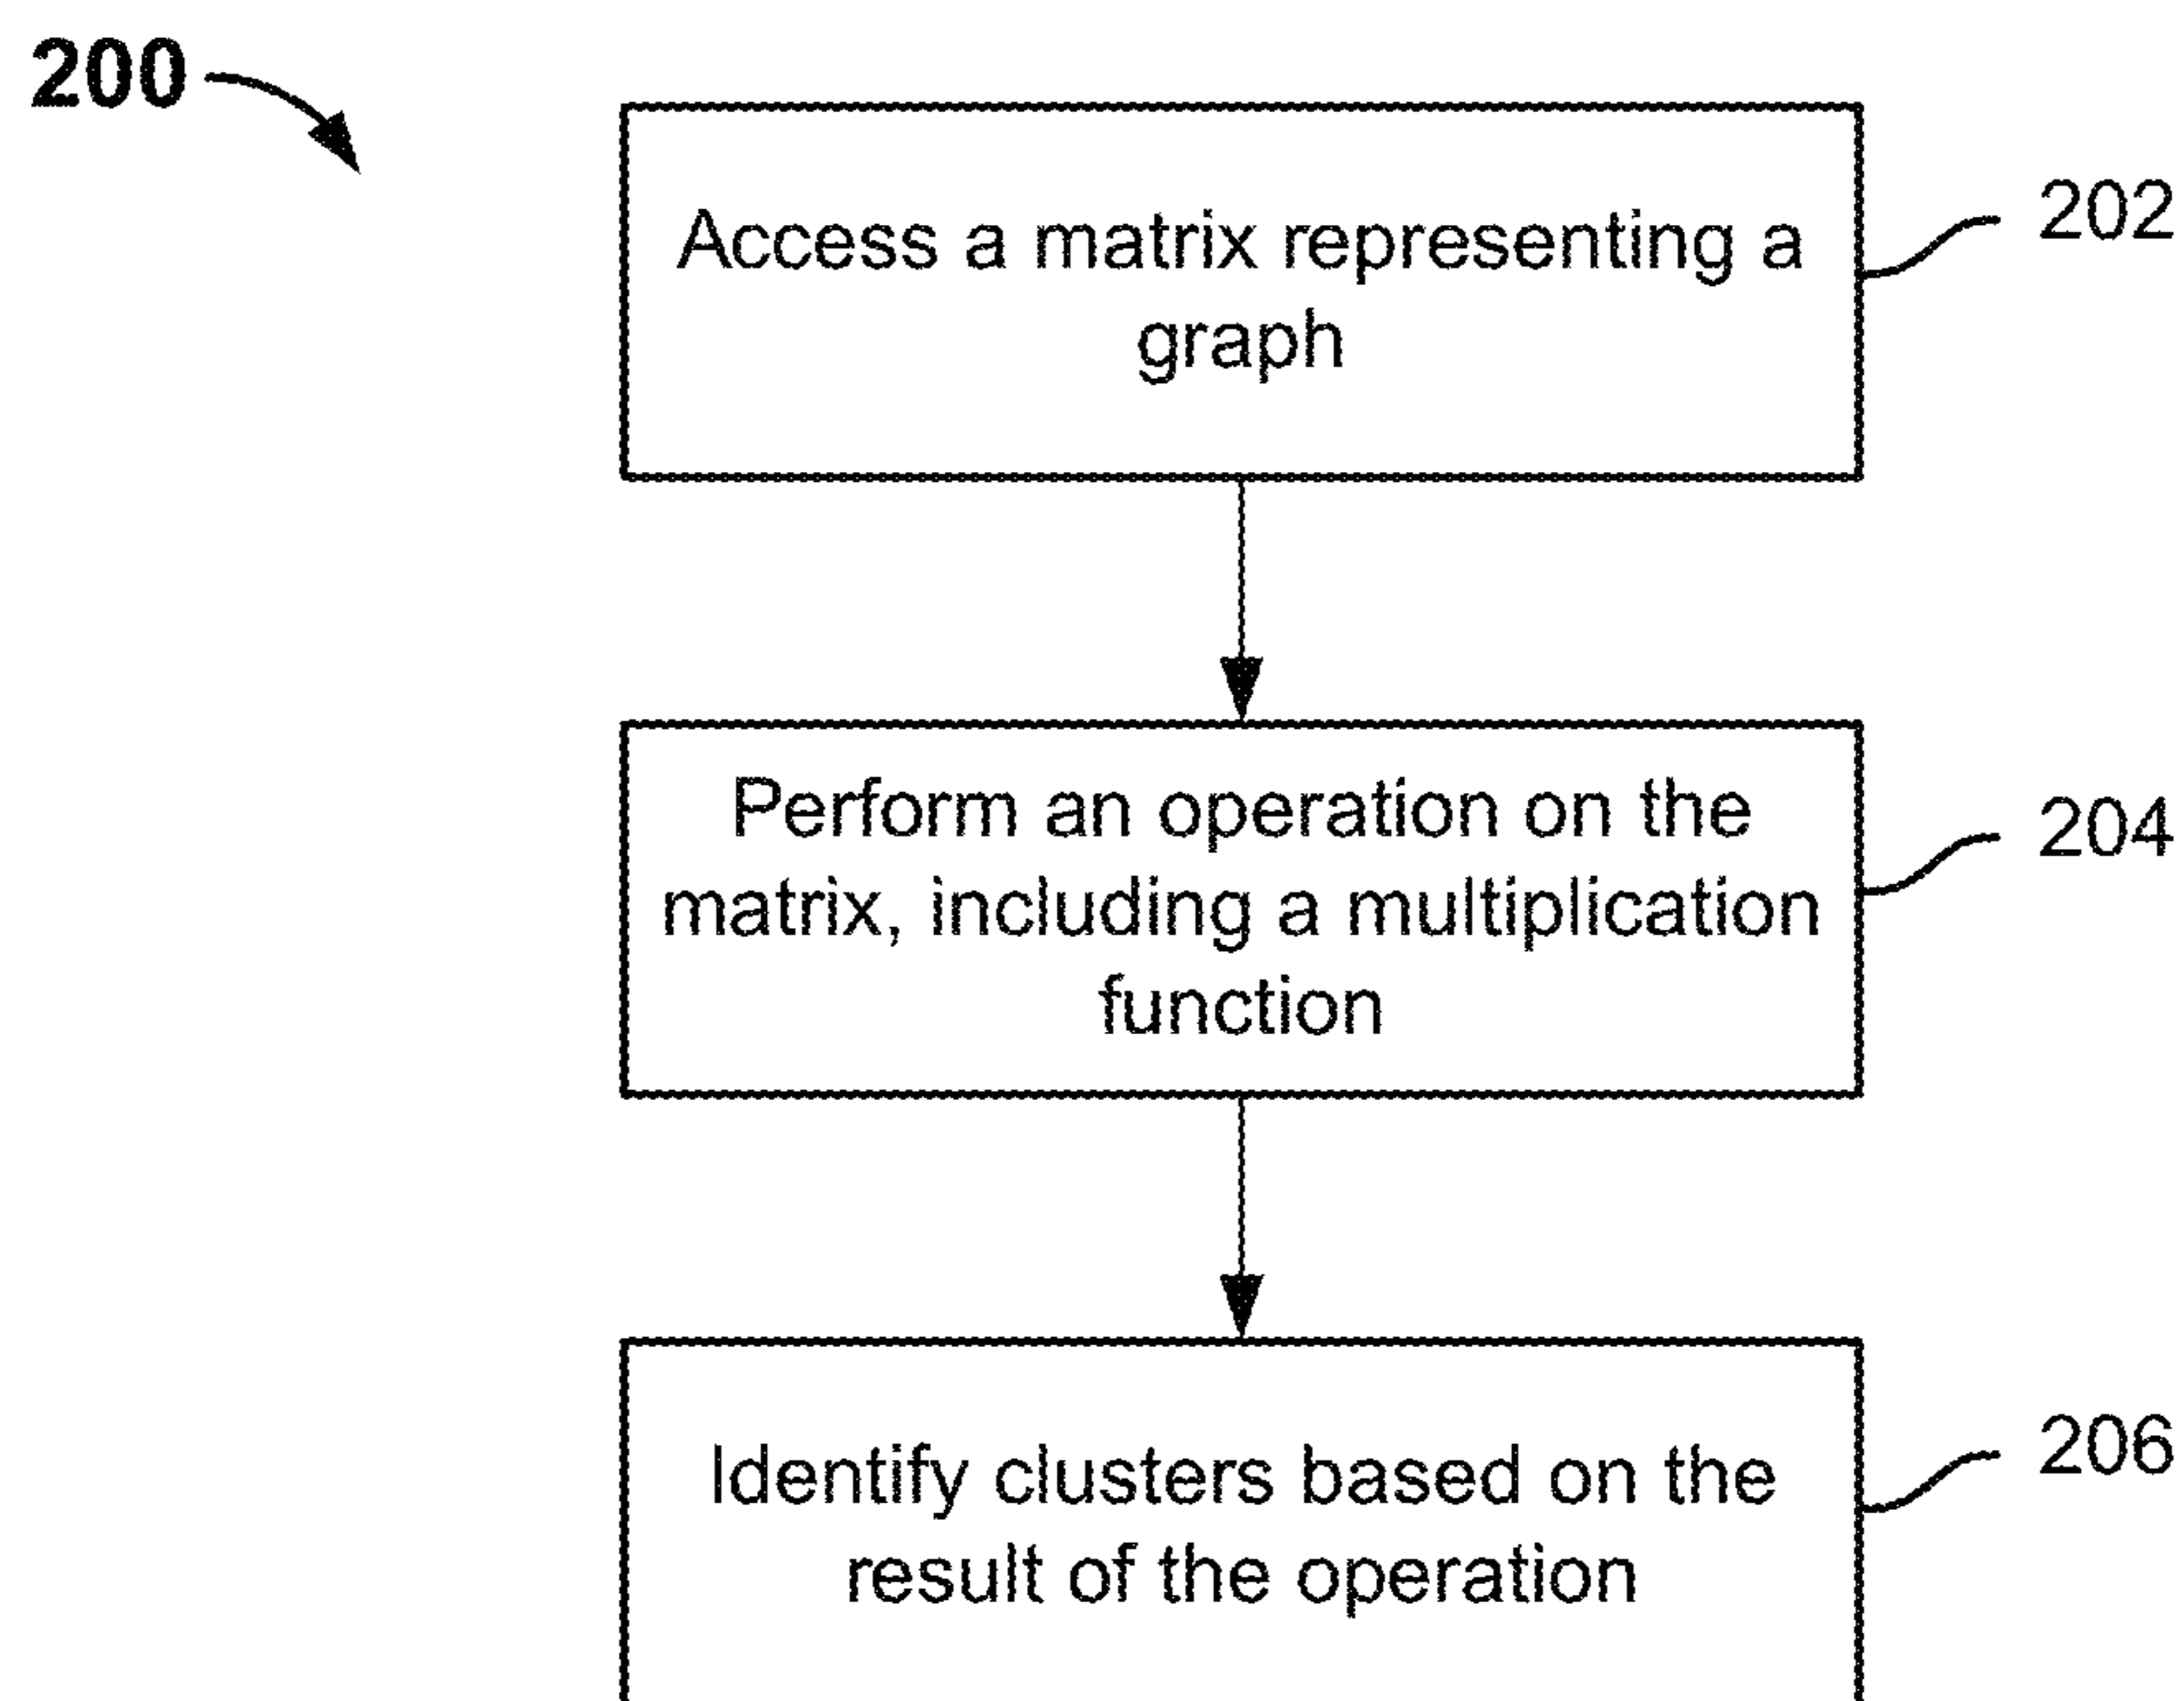 200
Access a matrix representing a
graph
202
Perform an operation on the
matrix, including a multiplication
function
204
Identify clusters based on the
result of the operation
206